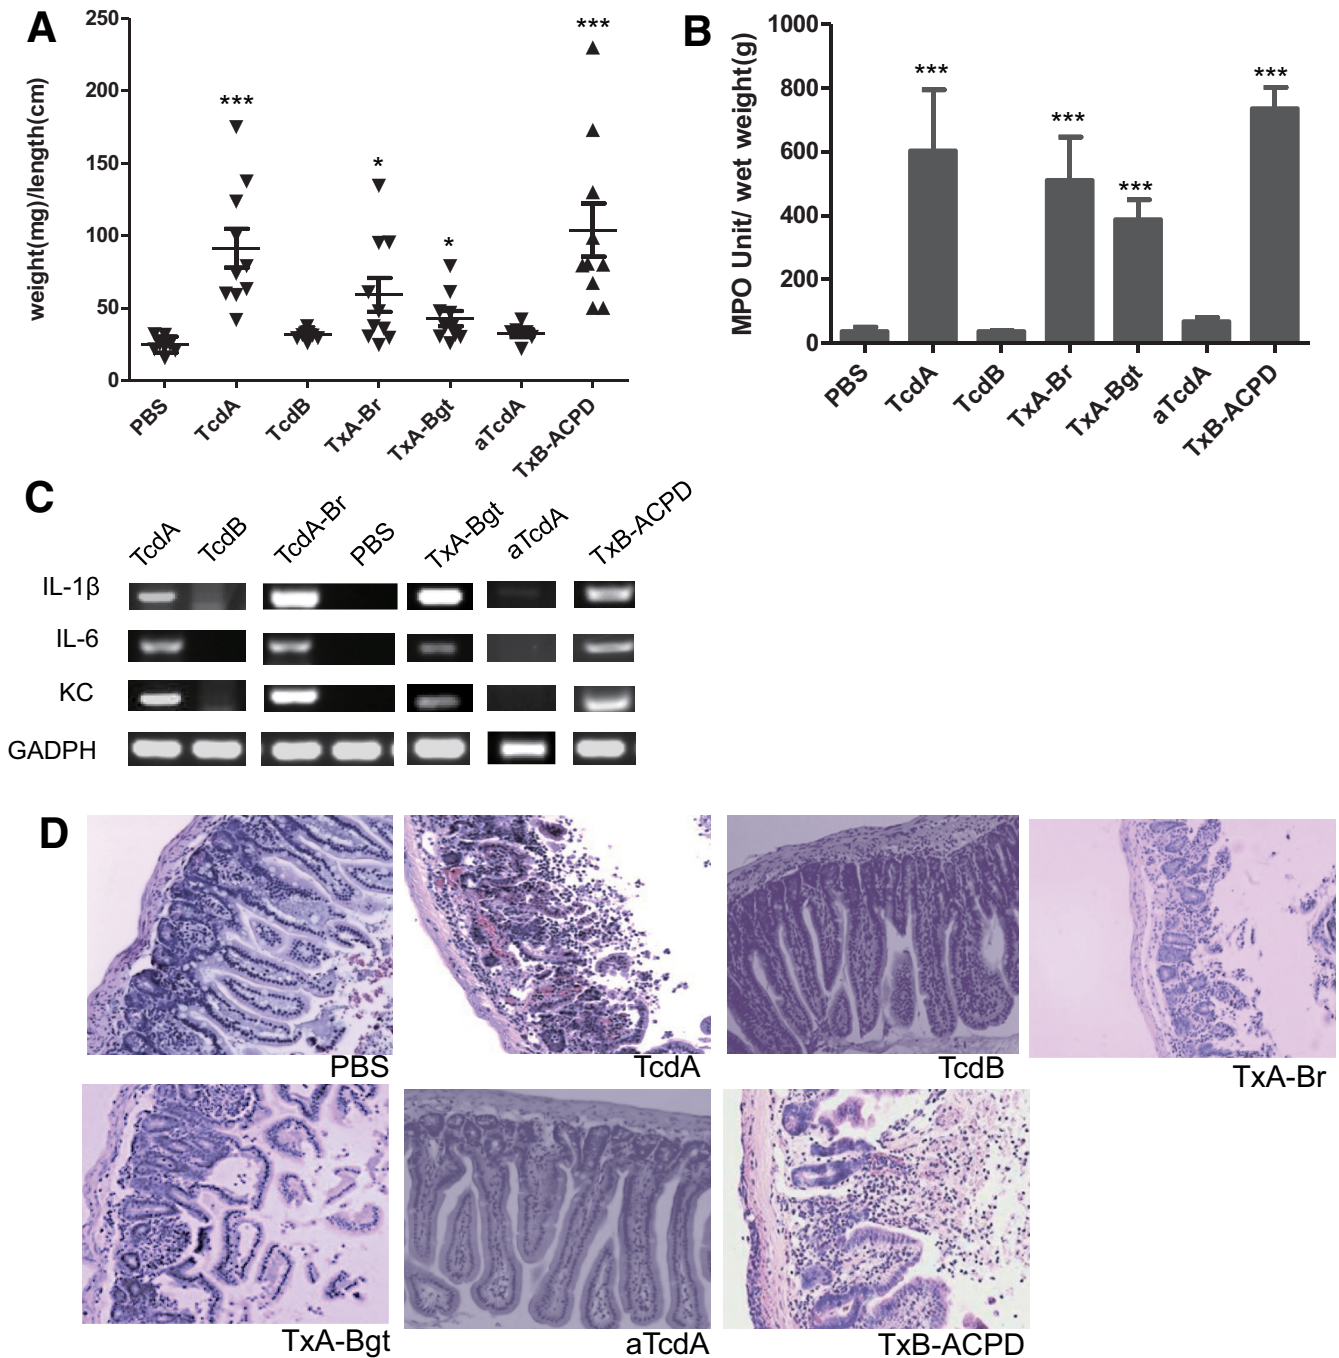 A
weight(mg)/length(cm)
250
200
150
100
50
0
***
*
*
***
PBS
TcdA
TcdB
TxA-Br
TxA-Bgt
aTcdA
TxB-ACPD
B
MPO Unit/ wet weight(g)
1000
800
600
400
200
0
***
***
***
***
PBS
TcdA
TcdB
TxA-Br
TxA-Bgt
aTcdA
TxB-ACPD
C
TcdA
TcdB
TcdA-Br
PBS
TxA-Bgt
aTcdA
TxB-ACPD
IL-1β
IL-6
KC
GADPH
D
PBS
TcdA
TcdB
TxA-Br
TxA-Bgt
aTcdA
TxB-ACPD